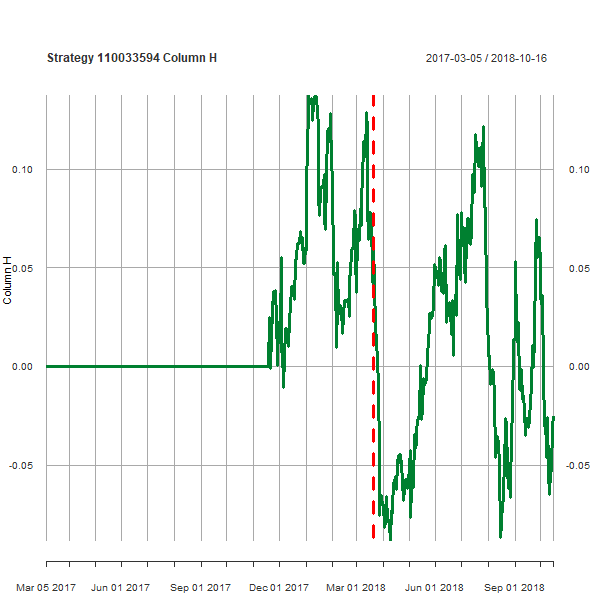 Strategy 110033594 Column H
2017-03-05 / 2018-10-16
0.10
0.10
0.05
0.05
Column H
0.00
0.00
-0.05
-0.05
Mar 05 2017
Jun 01 2017
Sep 01 2017
Dec 01 2017
Mar 01 2018
Jun 01 2018
Sep 01 2018